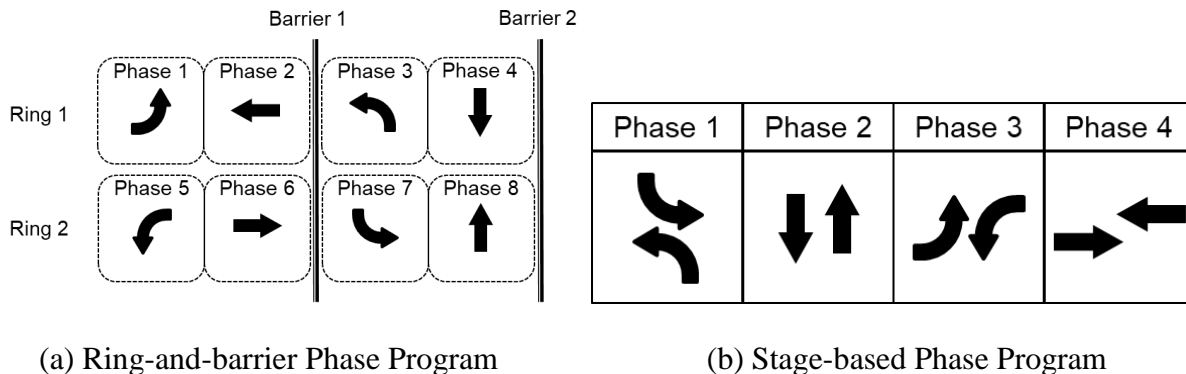 Barrier 1 Barrier 2
Phase 1 Phase 2 Phase 3 Phase 4
Ring 1
Phase 5 Phase 6 Phase 7 Phase 8
Ring 2
(a) Ring-and-barrier Phase Program
Phase 1 Phase 2 Phase 3 Phase 4
(b) Stage-based Phase Program